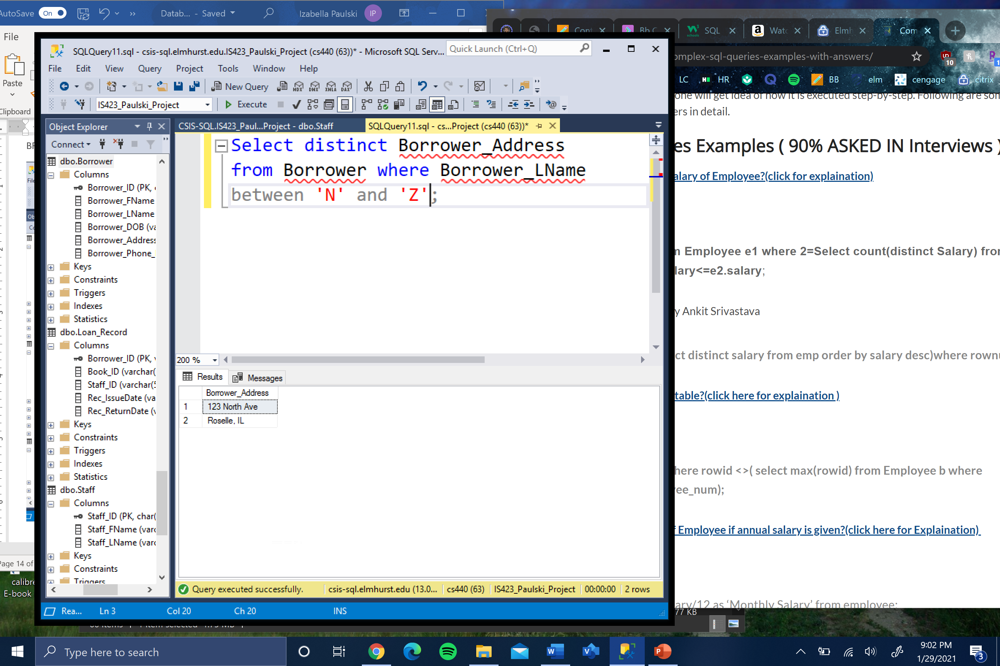 AutoSave On Datab... - Saved Izabella Paulski IP
File
Paste
Clipboard
Page 14 of
calibre
E-book
SQLQuery11.sql - csis-sql.elmhurst.edu.IS423_Paulski_Project (cs440 (63))* - Microsoft SQL Serv...
Quick Launch (Ctrl+Q)
File Edit View Query Project Tools Window Help
New Query MDX DMX XMLA DAX
IS423_Paulski_Project Execute
Object Explorer
Connect
dbo.Borrower
Columns
Borrower_ID (PK,
Borrower_FName
Borrower_LName
Borrower_DOB (va
Borrower_Address
Borrower_Phone_
Keys
Constraints
Triggers
Indexes
Statistics
dbo.Loan_Record
Columns
Borrower_ID (PK,
Book_ID (varchar(
Staff_ID (varchar(5
Rec_IssueDate (va
Rec_ReturnDate (v
Keys
Constraints
Triggers
Indexes
Statistics
dbo.Staff
Columns
Staff_ID (PK, char(
Staff_FName (varc
Staff_LName (varc
Keys
Constraints
Triggers
CSIS-SQL.IS423_Paul...Project - dbo.Staff
SQLQuery11.sql - cs...Project (cs440 (63))*
Select distinct Borrower_Address
from Borrower where Borrower_LName
between 'N' and 'Z';
200 %
Results Messages
Borrower_Address
1 123 North Ave
2 Roselle, IL
Query executed successfully. csis-sql.elmhurst.edu (13.0... cs440 (63) IS423_Paulski_Project 00:00:00 2 rows
Rea... Ln 3 Col 20 Ch 20 INS
Cont Bb C SQL Watc Elmh Com
omplex-sql-queries-examples-with-answers/
10
LC HR BB elm cengage citrix
one will get idea of how it is executed step-by-step. Following are som
ers in detail.
es Examples ( 90% ASKED IN Interviews )
alary of Employee?(click for explaination)
m Employee e1 where 2=Select count(distinct Salary) from
lary<=e2.salary;
y Ankit Srivastava
ct distinct salary from emp order by salary desc)where rownu
table?(click here for explaination )
here rowid <>( select max(rowid) from Employee b where
ee_num);
f Employee if annual salary is given?(click here for Explaination)
ary/12 as ‘Monthly Salary’ from employee;
77 KB
Type here to search
9:02 PM
1/29/2021
3